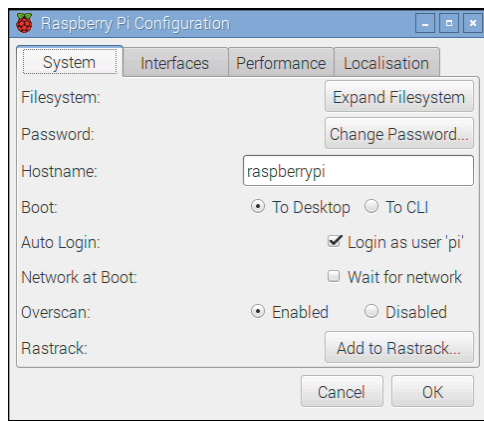 Raspberry Pi Configuration
System Interfaces Performance Localisation
Filesystem: Expand Filesystem
Password: Change Password...
Hostname: raspberrypi
Boot: To Desktop To CLI
Auto Login: Login as user 'pi'
Network at Boot: Wait for network
Overscan: Enabled Disabled
Rastrack: Add to Rastrack...
Cancel OK